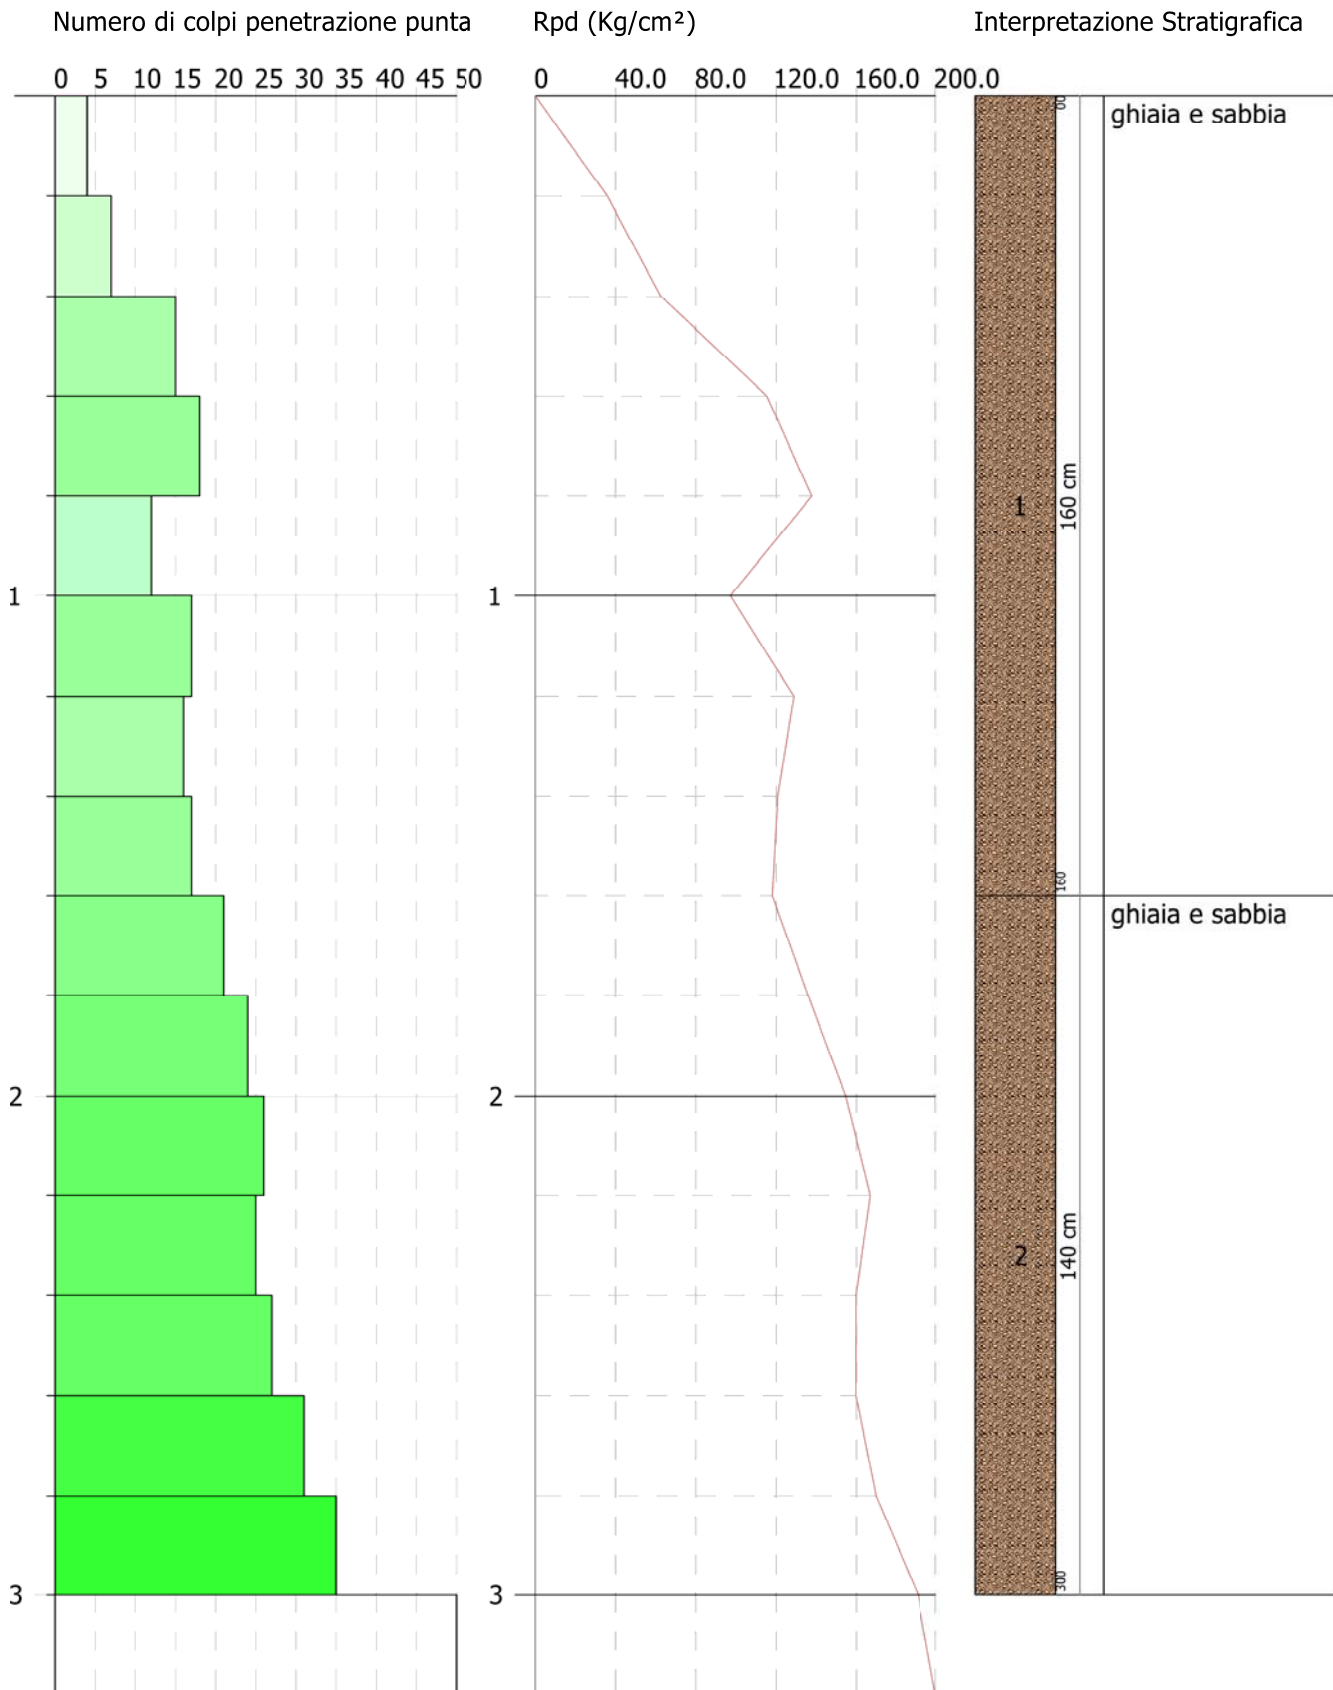 Numero di colpi penetrazione punta
Rpd (Kg/cm²)
Interpretazione Stratigrafica
0 5 10 15 20 25 30 35 40 45 50
0 40.0 80.0 120.0 160.0 200.0
ghiaia e sabbia
1
160 cm
1
1
160
ghiaia e sabbia
2
2
2
140 cm
300
3
3